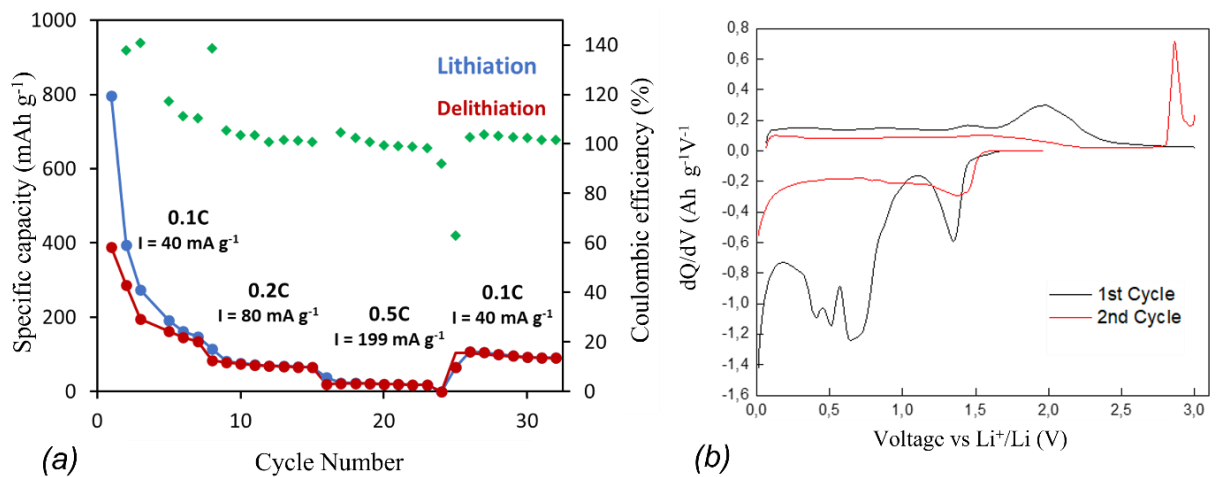 1000
800
600
400
200
0
0
10
20
30
140
120
100
80
60
40
20
0
Specific capacity (mAh g⁻¹)
Coulombic efficiency (%)
Cycle Number
Lithiation
Delithiation
0.1C
I = 40 mA g⁻¹
0.2C
I = 80 mA g⁻¹
0.5C
I = 199 mA g⁻¹
0.1C
I = 40 mA g⁻¹
(a)
0,8
0,6
0,4
0,2
0,0
-0,2
-0,4
-0,6
-0,8
-1,0
-1,2
-1,4
-1,6
0,0
0,5
1,0
1,5
2,0
2,5
3,0
dQ/dV (Ah g⁻¹V⁻¹)
Voltage vs Li⁺/Li (V)
1st Cycle
2nd Cycle
(b)